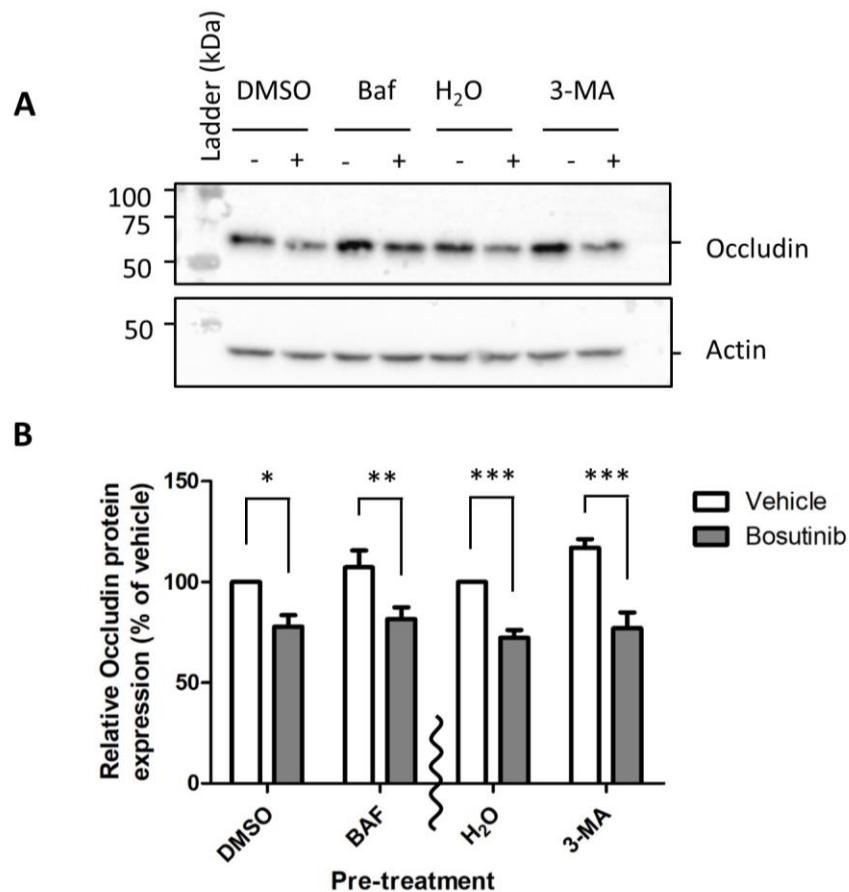 A
Ladder (kDa)
DMSO Baf H₂O 3-MA
- + - + - + - +
100
75
50
Occludin
50
Actin
B
* ** *** ***
150
100
50
0
Relative Occludin protein
expression (% of vehicle)
Vehicle
Bosutinib
DMSO BAF H₂O 3-MA
Pre-treatment